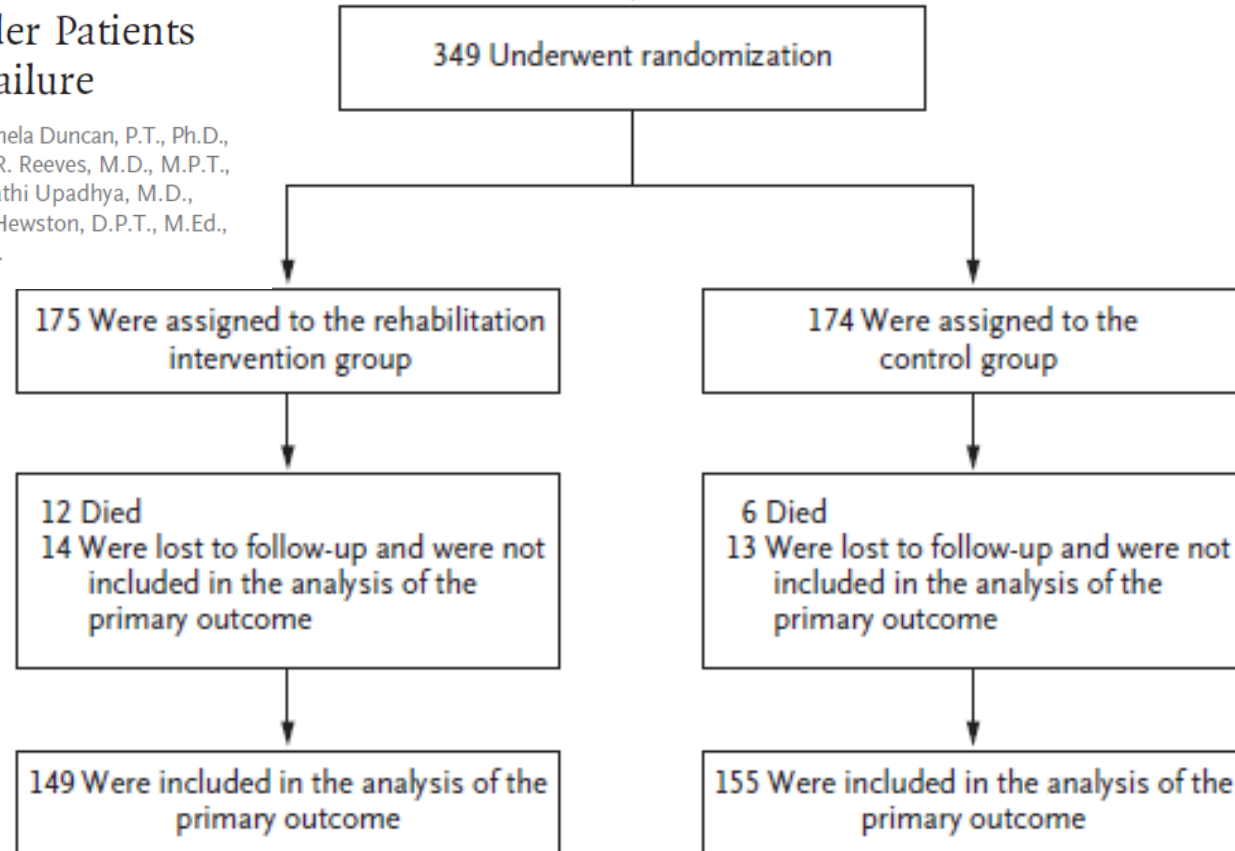 der Patients
ailure
nela Duncan, P.T., Ph.D.,
R. Reeves, M.D., M.P.T.,
athi Upadhya, M.D.,
Hewston, D.P.T., M.Ed.,
349 Underwent randomization
175 Were assigned to the rehabilitation
intervention group
174 Were assigned to the
control group
12 Died
14 Were lost to follow-up and were not
included in the analysis of the
primary outcome
6 Died
13 Were lost to follow-up and were not
included in the analysis of the
primary outcome
149 Were included in the analysis of the
primary outcome
155 Were included in the analysis of the
primary outcome